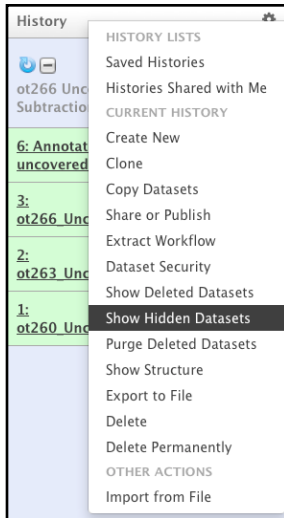 History
HISTORY LISTS
Saved Histories
Histories Shared with Me
CURRENT HISTORY
Create New
Clone
Copy Datasets
Share or Publish
Extract Workflow
Dataset Security
Show Deleted Datasets
Show Hidden Datasets
Purge Deleted Datasets
Show Structure
Export to File
Delete
Delete Permanently
OTHER ACTIONS
Import from File
ot266 Unc
Subtractio
6: Annotat
uncovered
3:
ot266_Unc
2:
ot263_Unc
1:
ot260_Unc